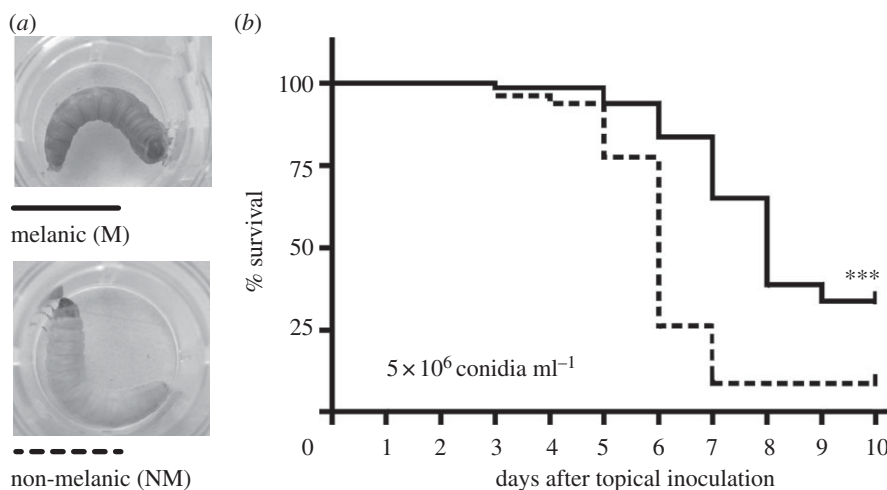 (a)
melanic (M)
non-melanic (NM)
(b)
% survival
100
75
50
25
0
***
5 × 10⁶ conidia ml⁻¹
1 2 3 4 5 6 7 8 9 10
days after topical inoculation